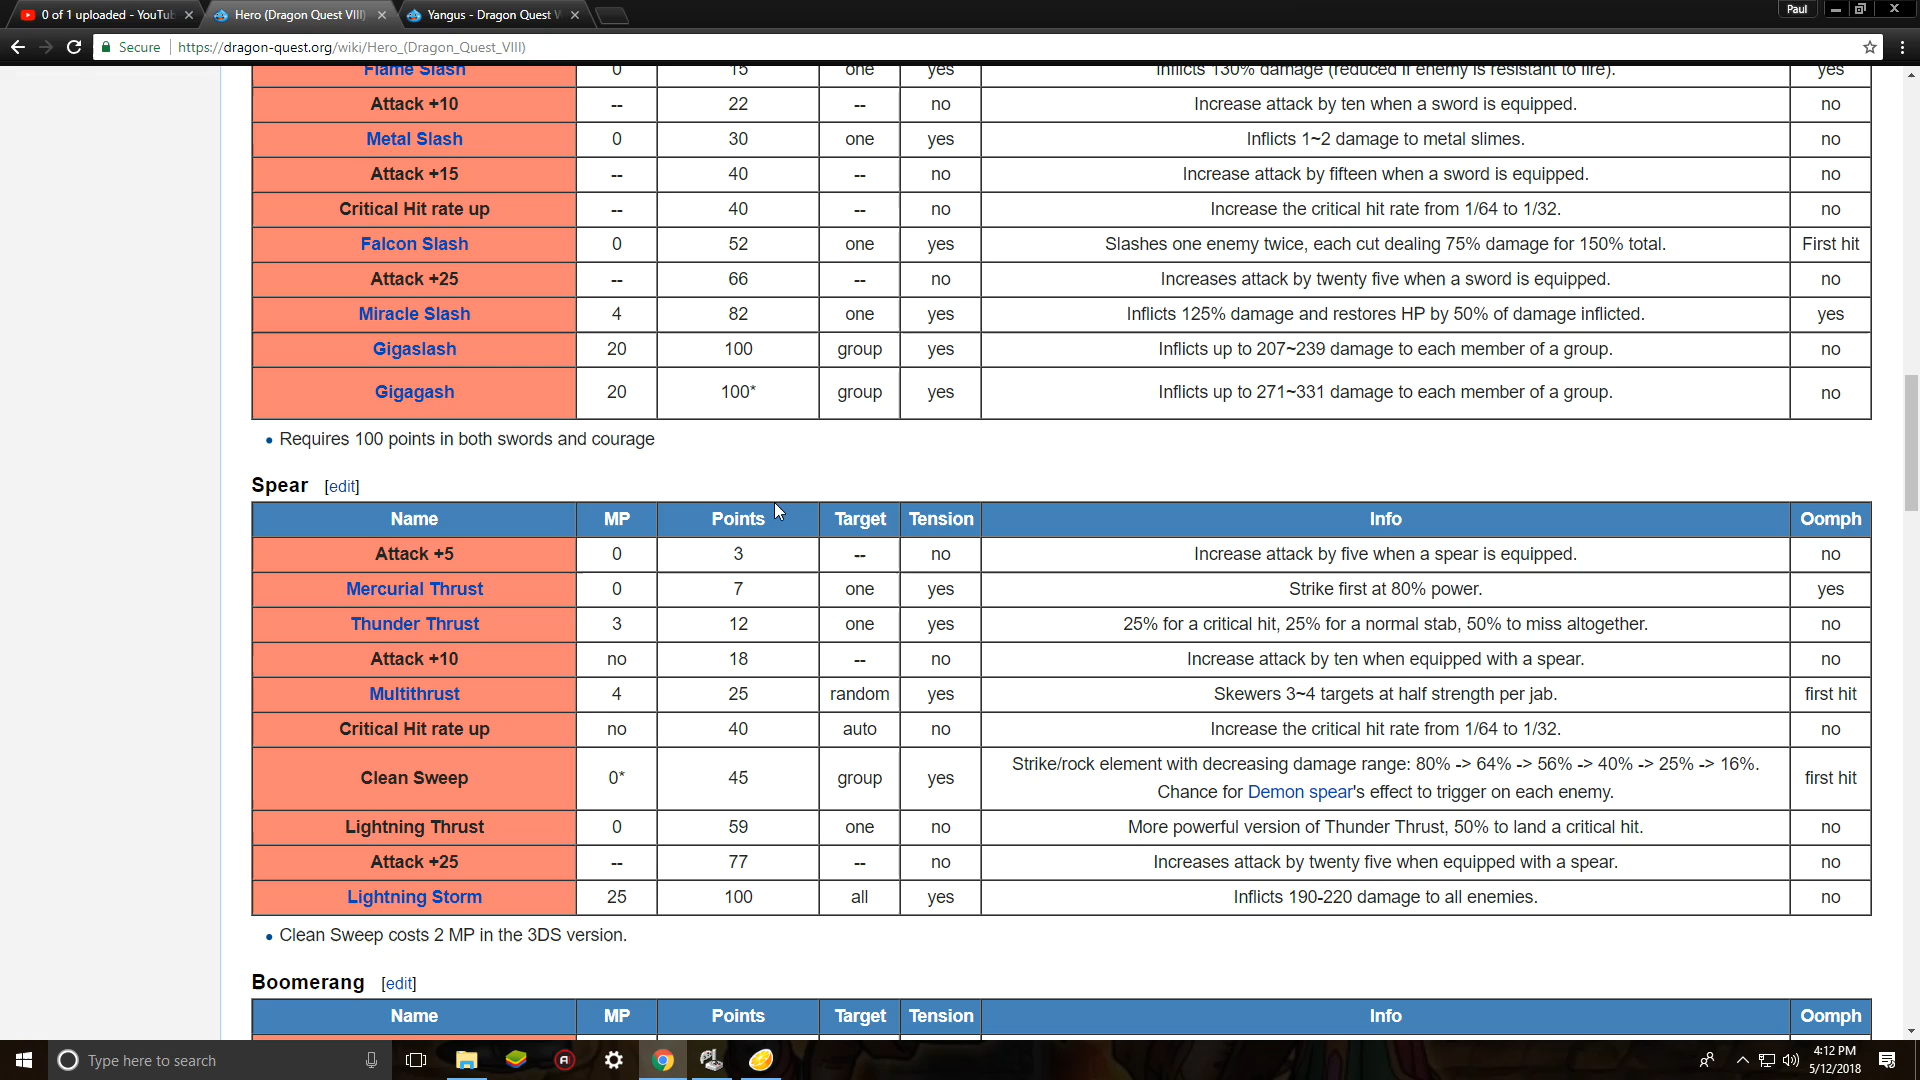 0 of 1 uploaded - YouTu
Hero (Dragon Quest VIII)
Yangus - Dragon Quest W
Paul
Secure https://dragon-quest.org/wiki/Hero_(Dragon_Quest_VIII)
Flame Slash 0 15 one yes Inflicts 130% damage (reduced if enemy is resistant to fire). yes
Attack +10 -- 22 -- no Increase attack by ten when a sword is equipped. no
Metal Slash 0 30 one yes Inflicts 1~2 damage to metal slimes. no
Attack +15 -- 40 -- no Increase attack by fifteen when a sword is equipped. no
Critical Hit rate up -- 40 -- no Increase the critical hit rate from 1/64 to 1/32. no
Falcon Slash 0 52 one yes Slashes one enemy twice, each cut dealing 75% damage for 150% total. First hit
Attack +25 -- 66 -- no Increases attack by twenty five when a sword is equipped. no
Miracle Slash 4 82 one yes Inflicts 125% damage and restores HP by 50% of damage inflicted. yes
Gigaslash 20 100 group yes Inflicts up to 207~239 damage to each member of a group. no
Gigagash 20 100* group yes Inflicts up to 271~331 damage to each member of a group. no
• Requires 100 points in both swords and courage
Spear [edit]
Name MP Points Target Tension Info Oomph
Attack +5 0 3 -- no Increase attack by five when a spear is equipped. no
Mercurial Thrust 0 7 one yes Strike first at 80% power. yes
Thunder Thrust 3 12 one yes 25% for a critical hit, 25% for a normal stab, 50% to miss altogether. no
Attack +10 no 18 -- no Increase attack by ten when equipped with a spear. no
Multithrust 4 25 random yes Skewers 3~4 targets at half strength per jab. first hit
Critical Hit rate up no 40 auto no Increase the critical hit rate from 1/64 to 1/32. no
Clean Sweep 0* 45 group yes Strike/rock element with decreasing damage range: 80% -> 64% -> 56% -> 40% -> 25% -> 16%. first hit
Chance for Demon spear's effect to trigger on each enemy.
Lightning Thrust 0 59 one no More powerful version of Thunder Thrust, 50% to land a critical hit. no
Attack +25 -- 77 -- no Increases attack by twenty five when equipped with a spear. no
Lightning Storm 25 100 all yes Inflicts 190-220 damage to all enemies. no
• Clean Sweep costs 2 MP in the 3DS version.
Boomerang [edit]
Name MP Points Target Tension Info Oomph
Type here to search
4:12 PM
5/12/2018